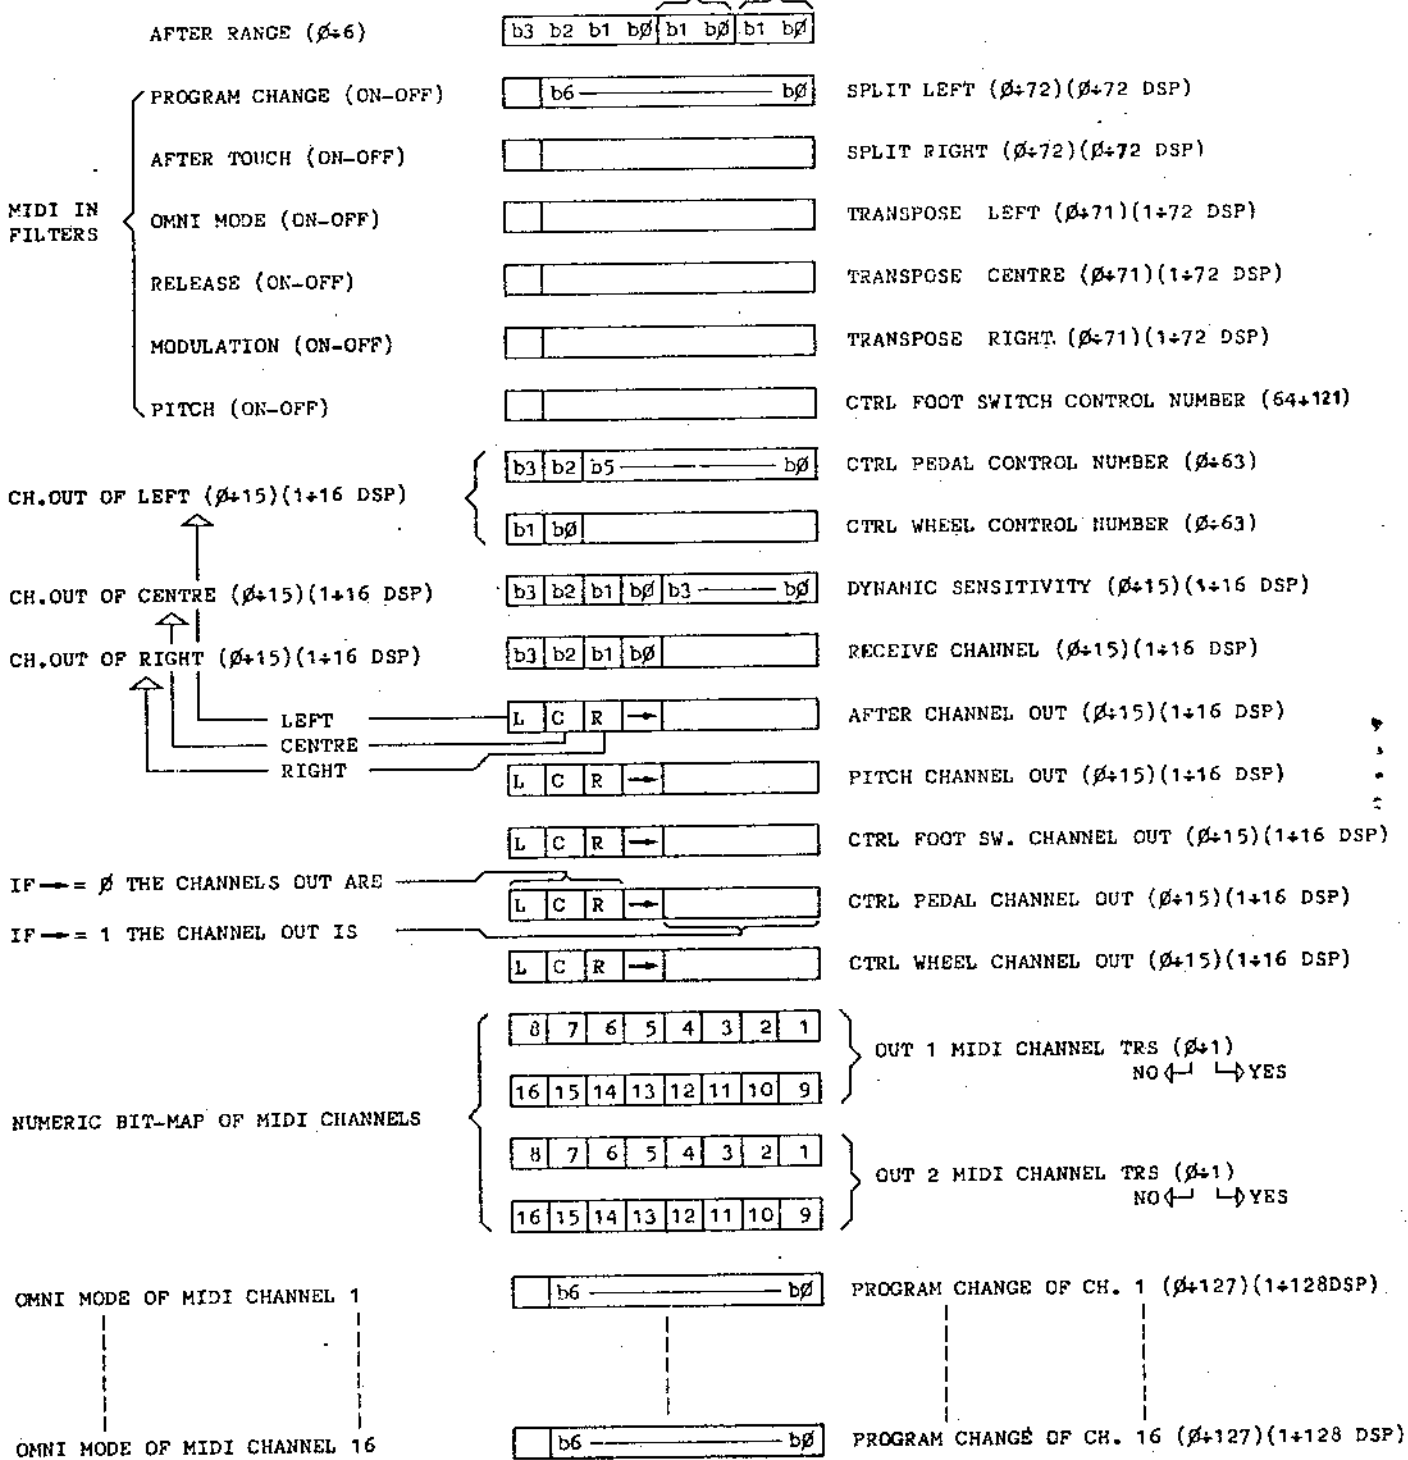 AFTER RANGE (Ø÷6) b3 b2 b1 bØ b1 bØ b1 bØ
PROGRAM CHANGE (ON-OFF) b6 bØ SPLIT LEFT (Ø÷72)(Ø÷72 DSP)
AFTER TOUCH (ON-OFF) SPLIT RIGHT (Ø÷72)(Ø÷72 DSP)
MIDI IN
FILTERS
OMNI MODE (ON-OFF) TRANSPOSE LEFT (Ø÷71)(1÷72 DSP)
RELEASE (ON-OFF) TRANSPOSE CENTRE (Ø÷71)(1÷72 DSP)
MODULATION (ON-OFF) TRANSPOSE RIGHT (Ø÷71)(1÷72 DSP)
PITCH (ON-OFF) CTRL FOOT SWITCH CONTROL NUMBER (64÷121)
b3 b2 b5 bØ CTRL PEDAL CONTROL NUMBER (Ø÷63)
CH.OUT OF LEFT (Ø÷15)(1÷16 DSP)
b1 bØ CTRL WHEEL CONTROL NUMBER (Ø÷63)
CH.OUT OF CENTRE (Ø÷15)(1÷16 DSP) b3 b2 b1 bØ b3 bØ DYNAMIC SENSITIVITY (Ø÷15)(1÷16 DSP)
CH.OUT OF RIGHT (Ø÷15)(1÷16 DSP) b3 b2 b1 bØ RECEIVE CHANNEL (Ø÷15)(1÷16 DSP)
LEFT L C R → AFTER CHANNEL OUT (Ø÷15)(1÷16 DSP)
CENTRE
RIGHT L C R → PITCH CHANNEL OUT (Ø÷15)(1÷16 DSP)
L C R → CTRL FOOT SW. CHANNEL OUT (Ø÷15)(1÷16 DSP)
IF → = Ø THE CHANNELS OUT ARE
L C R → CTRL PEDAL CHANNEL OUT (Ø÷15)(1÷16 DSP)
IF → = 1 THE CHANNEL OUT IS
L C R → CTRL WHEEL CHANNEL OUT (Ø÷15)(1÷16 DSP)
8 7 6 5 4 3 2 1
OUT 1 MIDI CHANNEL TRS (Ø÷1)
NO YES
16 15 14 13 12 11 10 9
NUMERIC BIT-MAP OF MIDI CHANNELS
8 7 6 5 4 3 2 1
OUT 2 MIDI CHANNEL TRS (Ø÷1)
NO YES
16 15 14 13 12 11 10 9
OMNI MODE OF MIDI CHANNEL 1 b6 bØ PROGRAM CHANGE OF CH. 1 (Ø÷127)(1÷128DSP)
OMNI MODE OF MIDI CHANNEL 16 b6 bØ PROGRAM CHANGE OF CH. 16 (Ø÷127)(1÷128 DSP)